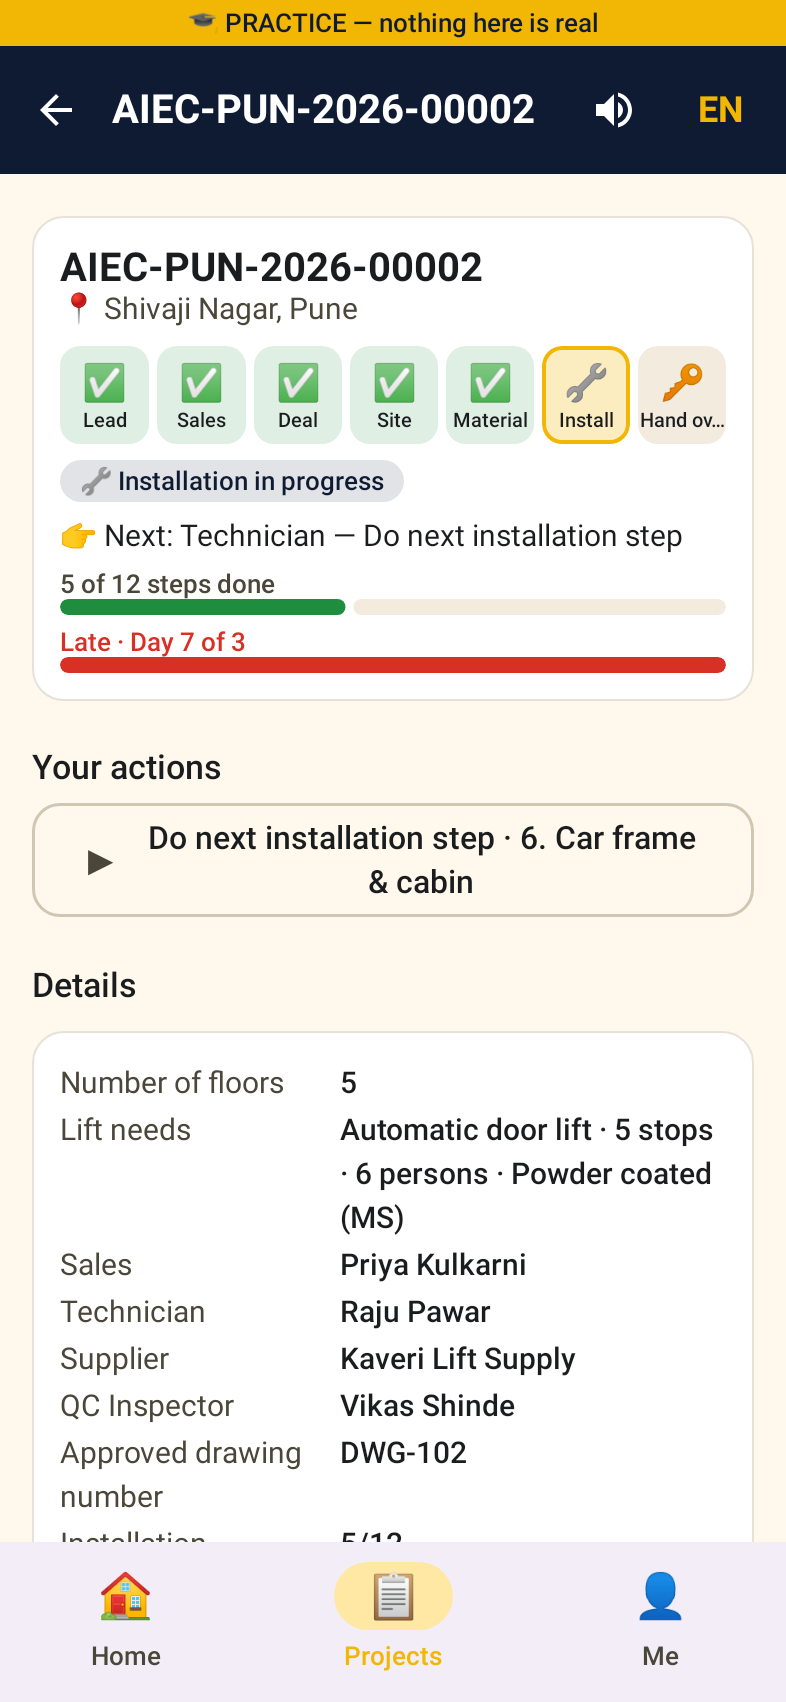 PRACTICE — nothing here is real
AIEC-PUN-2026-00002
EN
AIEC-PUN-2026-00002
Shivaji Nagar, Pune
Lead
Sales
Deal
Site
Material
Install
Hand ov...
Installation in progress
Next: Technician — Do next installation step
5 of 12 steps done
Late · Day 7 of 3
Your actions
Do next installation step · 6. Car frame
& cabin
Details
Number of floors 5
Lift needs Automatic door lift · 5 stops
· 6 persons · Powder coated
(MS)
Sales Priya Kulkarni
Technician Raju Pawar
Supplier Kaveri Lift Supply
QC Inspector Vikas Shinde
Approved drawing DWG-102
number
Installation 5/12
Home
Projects
Me